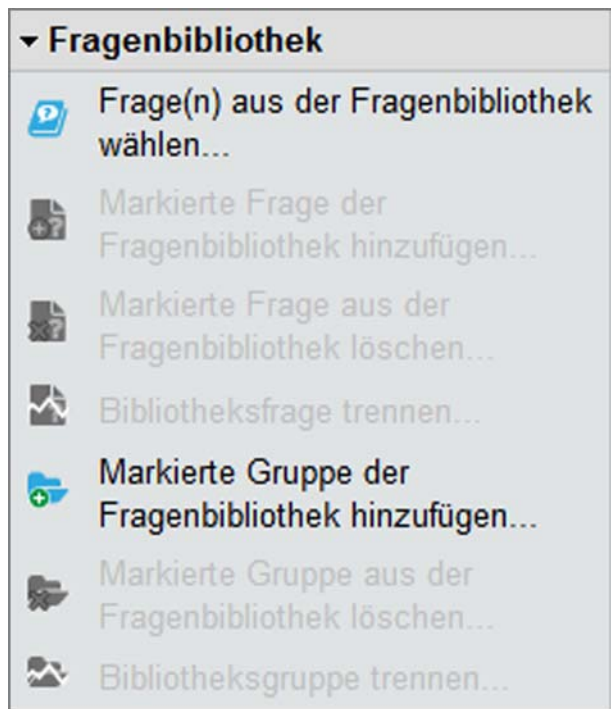 Fragenbibliothek
Frage(n) aus der Fragenbibliothek
wählen...
Markierte Frage der
Fragenbibliothek hinzufügen...
Markierte Frage aus der
Fragenbibliothek löschen...
Bibliotheksfrage trennen...
Markierte Gruppe der
Fragenbibliothek hinzufügen...
Markierte Gruppe aus der
Fragenbibliothek löschen...
Bibliotheksgruppe trennen...